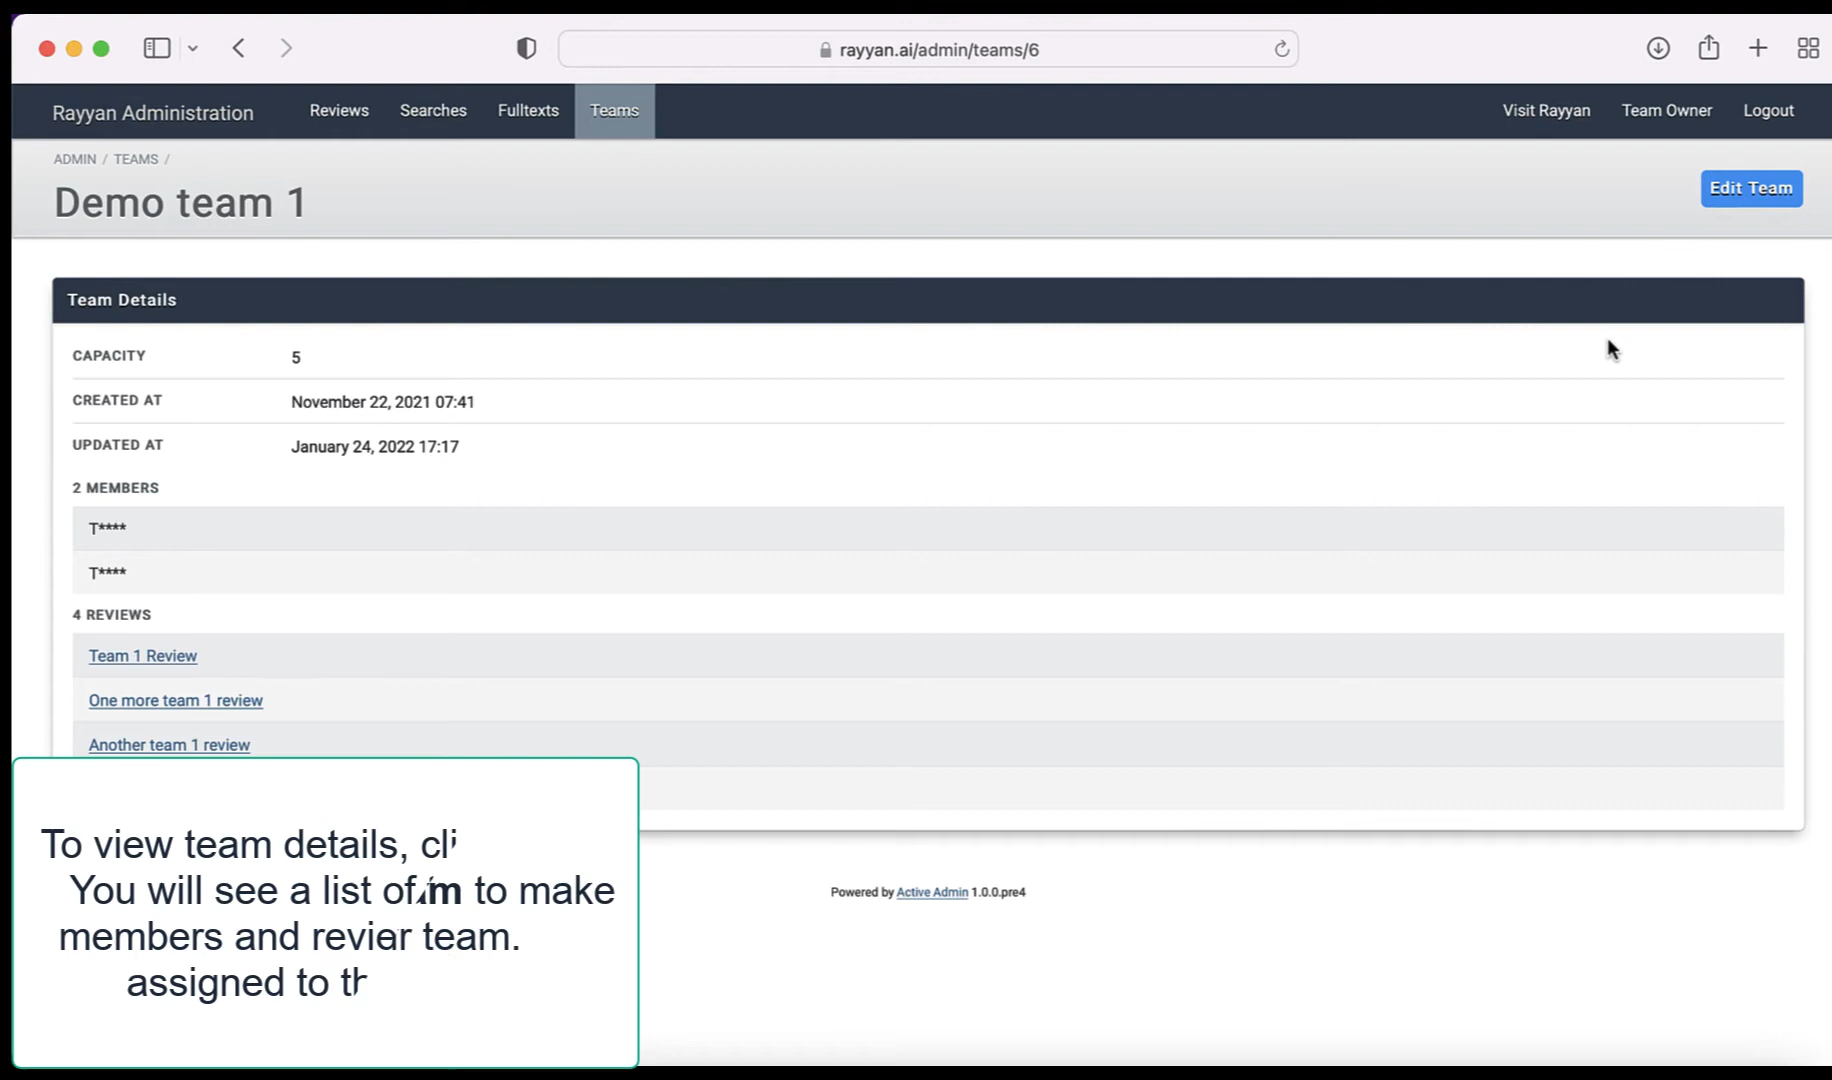 rayyan.ai/admin/teams/6
Rayyan Administration Reviews Searches Fulltexts Teams Visit Rayyan Team Owner Logout
ADMIN / TEAMS /
Demo team 1
Edit Team
Team Details
CAPACITY 5
CREATED AT November 22, 2021 07:41
UPDATED AT January 24, 2022 17:17
2 MEMBERS
T****
T****
4 REVIEWS
Team 1 Review
One more team 1 review
Another team 1 review
To view team details,
You will see a list of to make
members and team.
assigned to
Powered by Active Admin 1.0.0.pre4